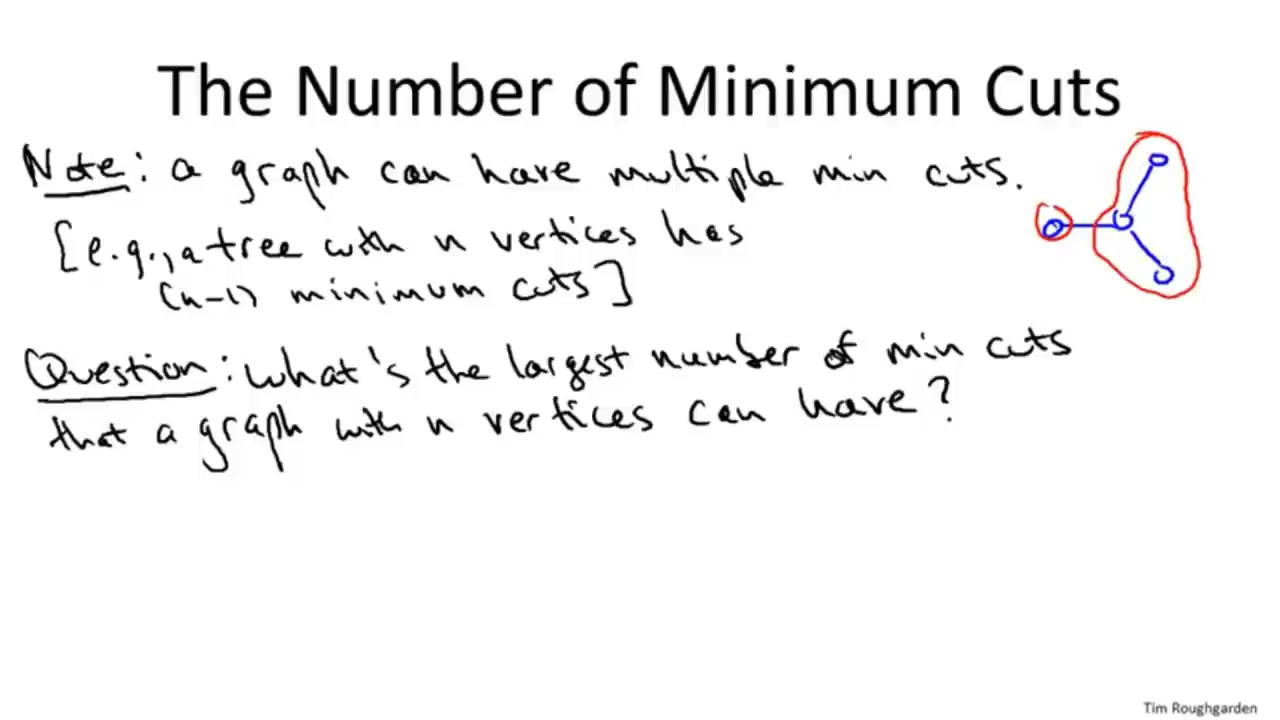 The Number of Minimum Cuts
Note: a graph can have multiple min cuts.
[e.g., a tree with n vertices has
(n-1) minimum cuts]
Question: what's the largest number of min cuts
that a graph with n vertices can have?
Tim Roughgarden